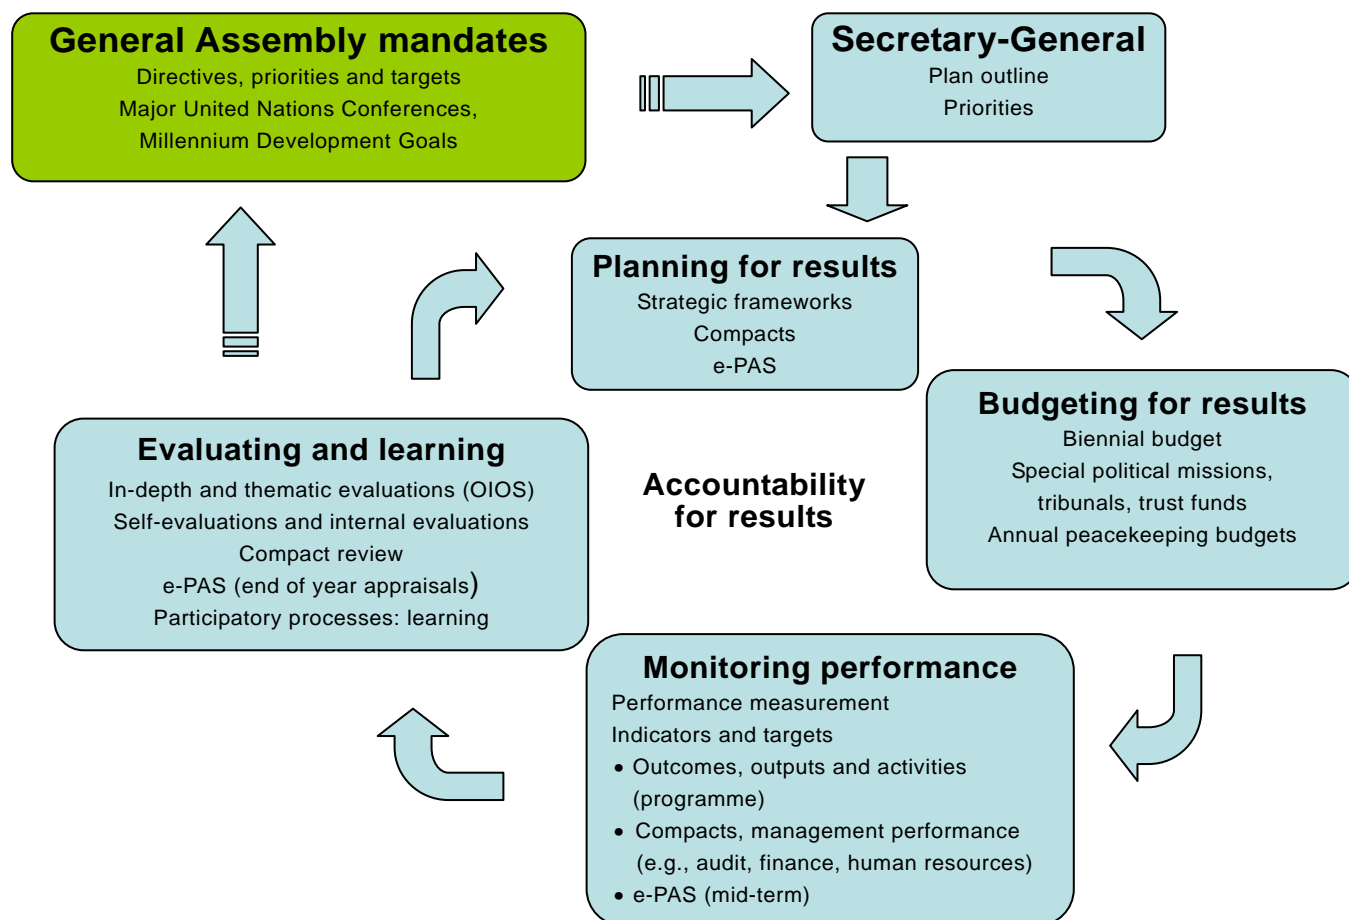 General Assembly mandates
Directives, priorities and targets
Major United Nations Conferences,
Millennium Development Goals
Secretary-General
Plan outline
Priorities
Planning for results
Strategic frameworks
Compacts
e-PAS
Budgeting for results
Biennial budget
Special political missions,
tribunals, trust funds
Annual peacekeeping budgets
Evaluating and learning
In-depth and thematic evaluations (OIOS)
Self-evaluations and internal evaluations
Compact review
e-PAS (end of year appraisals)
Participatory processes: learning
Accountability
for results
Monitoring performance
Performance measurement
Indicators and targets
• Outcomes, outputs and activities
(programme)
• Compacts, management performance
(e.g., audit, finance, human resources)
• e-PAS (mid-term)